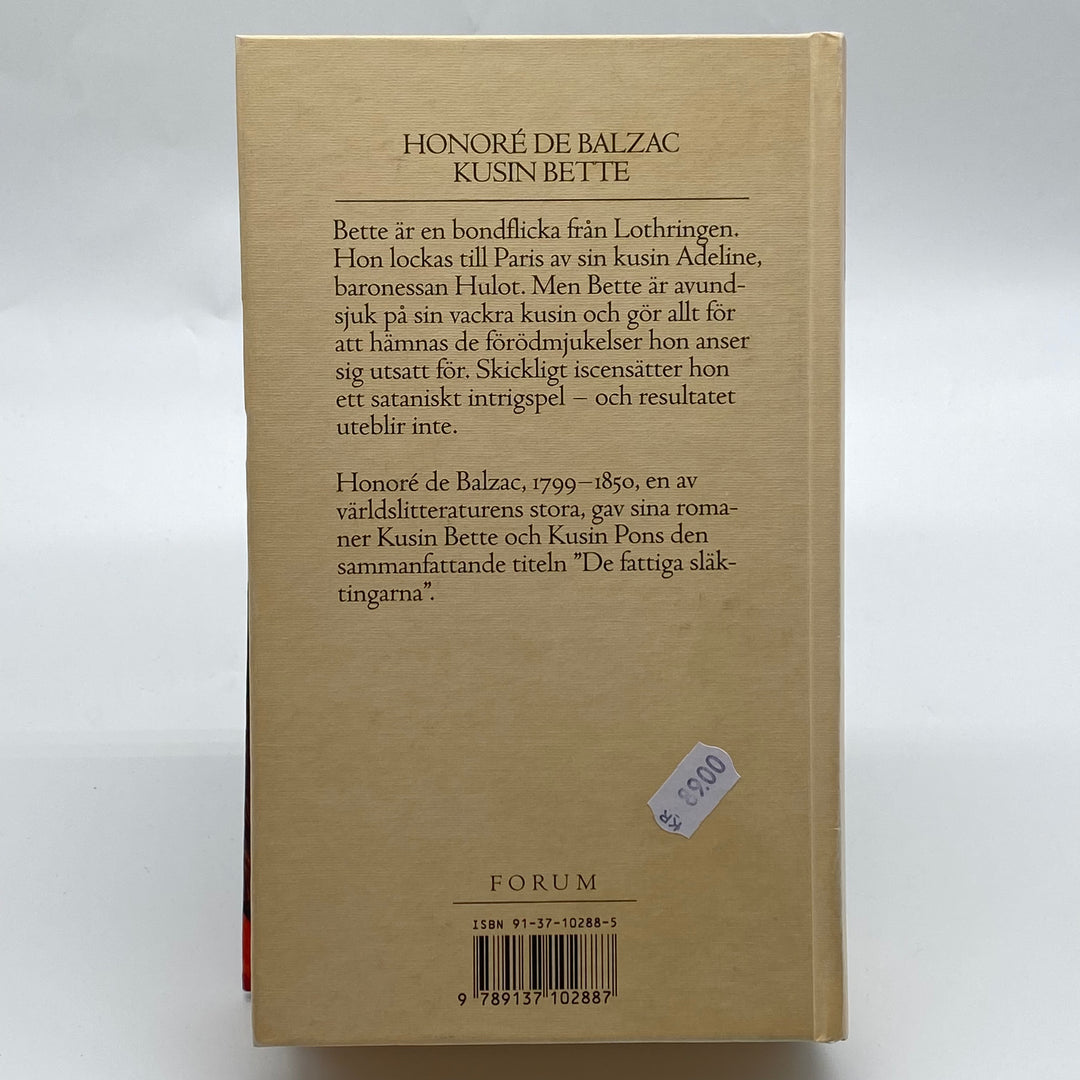 HONORÉ DE BALZAC
KUSIN BETTE
Bette är en bondflicka från Lothringen.
Hon lockas till Paris av sin kusin Adeline,
baronessan Hulot. Men Bette är avund-
sjuk på sin vackra kusin och gör allt för
att hämnas de förödmjukelser hon anser
sig utsatt för. Skickligt iscensätter hon
ett sataniskt intrigspel – och resultatet
uteblir inte.
Honoré de Balzac, 1799–1850, en av
världslitteraturens stora, gav sina roma-
ner Kusin Bette och Kusin Pons den
sammanfattande titeln ”De fattiga släk-
tingarna”.
KR 8900
FORUM
ISBN 91-37-10288-5
9 789137 102887